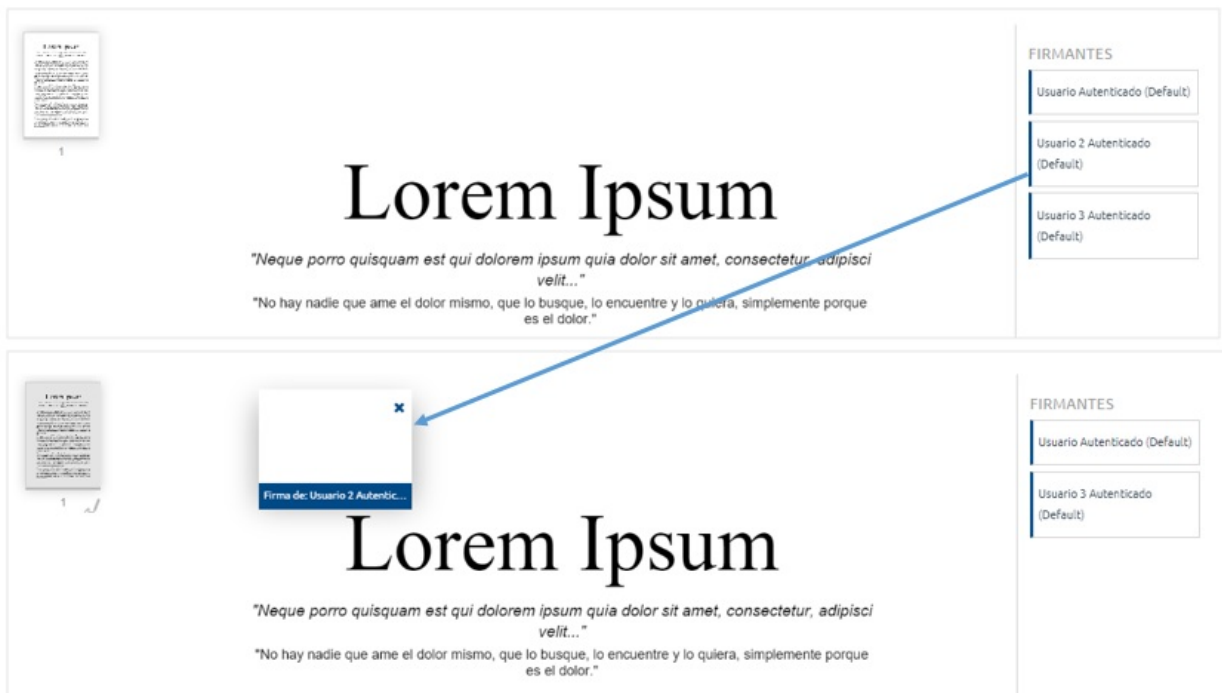 1
Lorem Ipsum
"Neque porro quisquam est qui dolorem ipsum quia dolor sit amet, consectetur, adipisci
velit..."
"No hay nadie que ame el dolor mismo, que lo busque, lo encuentre y lo quiera, simplemente porque
es el dolor."
FIRMANTES
Usuario Autenticado (Default)
Usuario 2 Autenticado
(Default)
Usuario 3 Autenticado
(Default)
1
Firma de: Usuario 2 Autentic...
Lorem Ipsum
"Neque porro quisquam est qui dolorem ipsum quia dolor sit amet, consectetur, adipisci
velit..."
"No hay nadie que ame el dolor mismo, que lo busque, lo encuentre y lo quiera, simplemente porque
es el dolor."
FIRMANTES
Usuario Autenticado (Default)
Usuario 3 Autenticado
(Default)